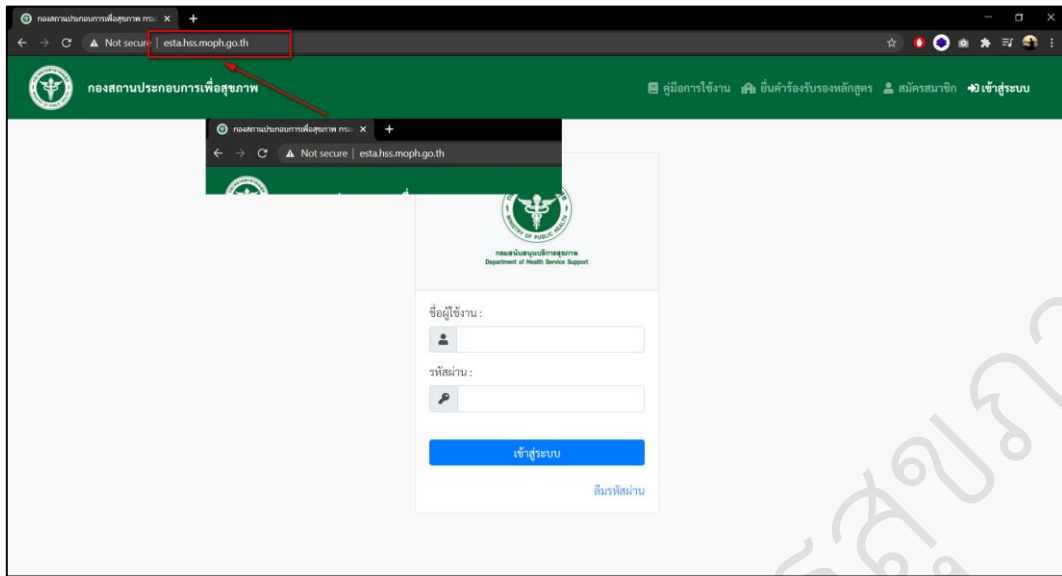 กองสถานประกอบการเพื่อสุขภาพ กรม
Not secure | esta.hss.moph.go.th
กองสถานประกอบการเพื่อสุขภาพ
คู่มือการใช้งาน ยื่นคำร้องรับรองหลักสูตร สมัครสมาชิก เข้าสู่ระบบ
กองสถานประกอบการเพื่อสุขภาพ กรม
Not secure | esta.hss.moph.go.th
MINISTRY OF PUBLIC HEALTH
กรมสนับสนุนบริการสุขภาพ
Department of Health Service Support
ชื่อผู้ใช้งาน :
รหัสผ่าน :
เข้าสู่ระบบ
ลืมรหัสผ่าน